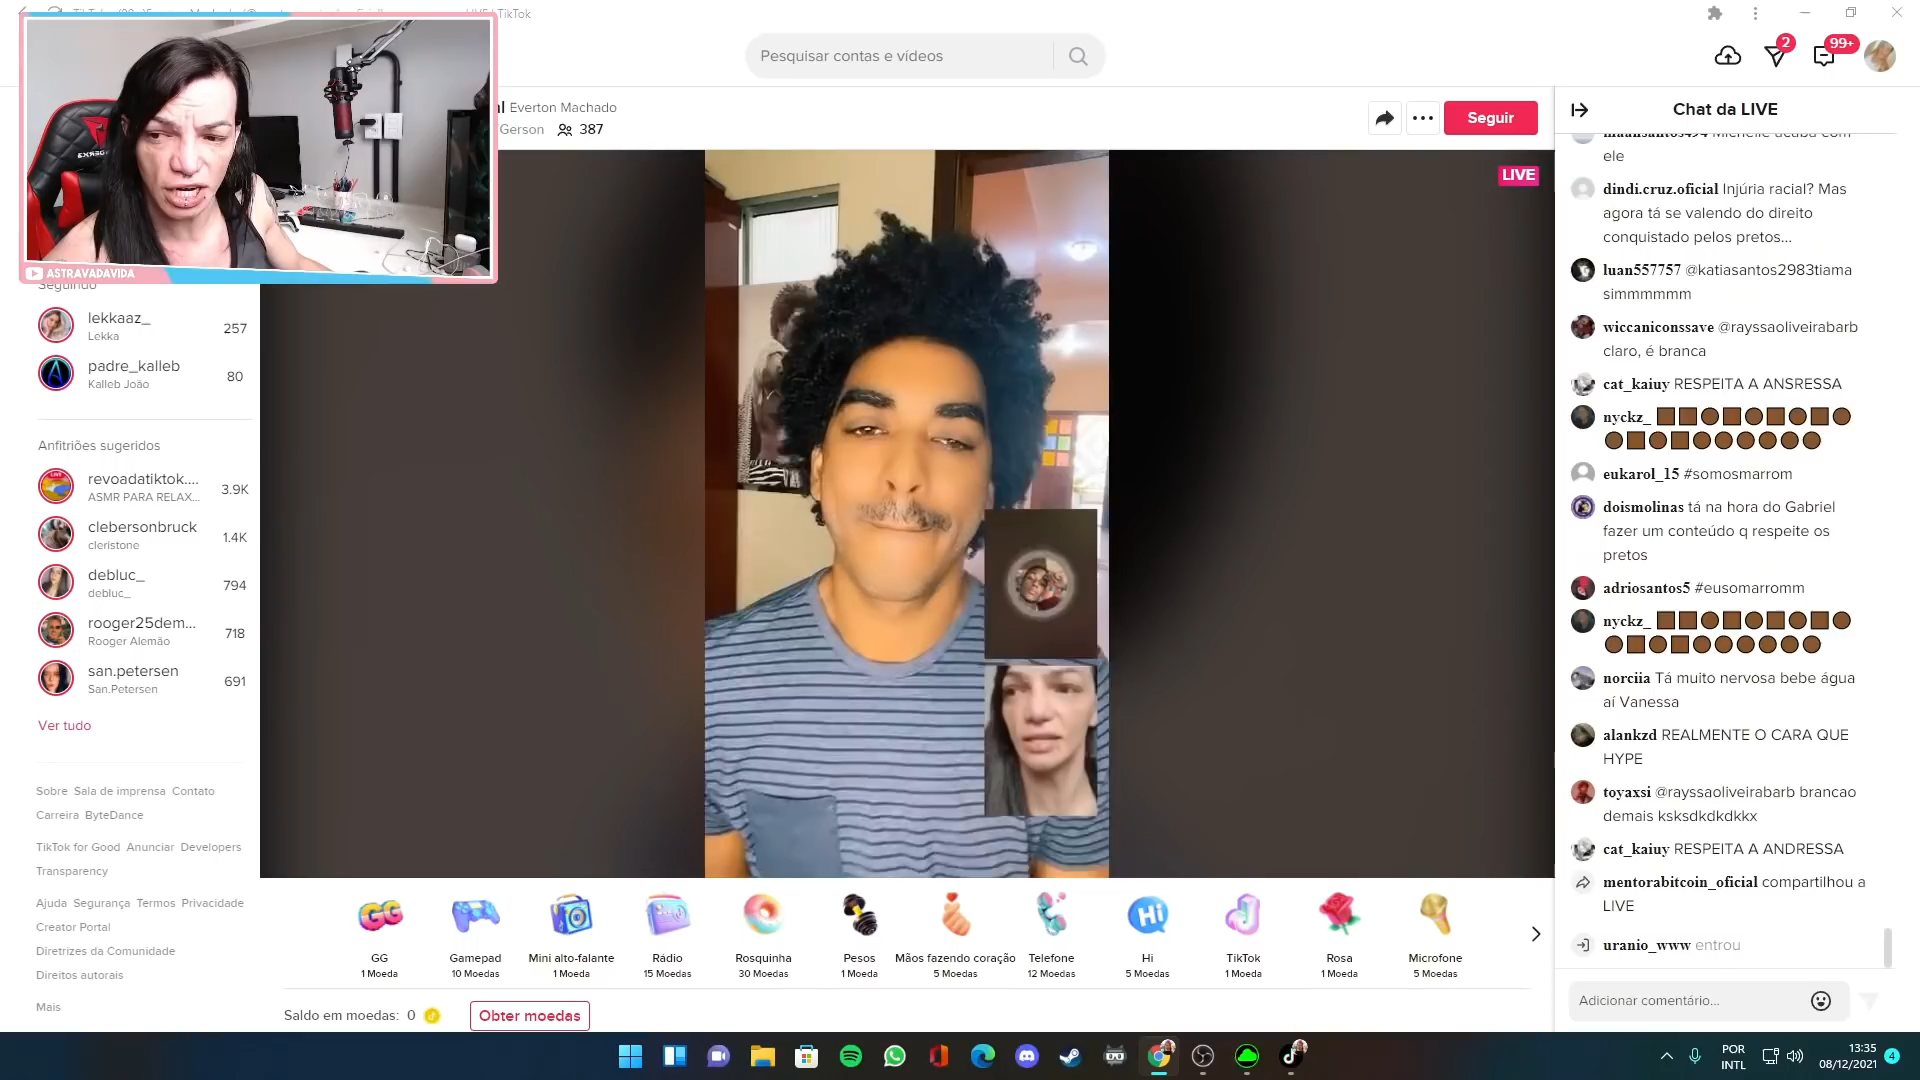 LIVE | TikTok
ASTRAVADAVIDA
Pesquisar contas e vídeos
2
99+
Everton Machado
Gerson 387
Seguir
LIVE
Seguindo
lekkaaz_ 257
Lekka
padre_kalleb 80
Kalleb João
Anfitriões sugeridos
revoadatiktok.... 3.9K
ASMR PARA RELAX...
clebersonbruck 1.4K
cleristone
debluc_ 794
debluc_
rooger25dem... 718
Rooger Alemão
san.petersen 691
San.Petersen
Ver tudo
Sobre Sala de imprensa Contato
Carreira ByteDance
TikTok for Good Anunciar Developers
Transparency
Ajuda Segurança Termos Privacidade
Creator Portal
Diretrizes da Comunidade
Direitos autorais
Mais
GG
1 Moeda
Gamepad
10 Moedas
Mini alto-falante
1 Moeda
Rádio
15 Moedas
Rosquinha
30 Moedas
Pesos
1 Moeda
Mãos fazendo coração
5 Moedas
Telefone
12 Moedas
Hi
5 Moedas
TikTok
1 Moeda
Rosa
1 Moeda
Microfone
5 Moedas
Saldo em moedas: 0
Obter moedas
Chat da LIVE
maansantos494 Michelle acaba com
ele
dindi.cruz.oficial Injúria racial? Mas
agora tá se valendo do direito
conquistado pelos pretos...
luan557757 @katiasantos2983tiama
simmmmmm
wiccaniconssave @rayssaoliveirabarb
claro, é branca
cat_kaiuy RESPEITA A ANSRESSA
nyckz_
eukarol_15 #somosmarrom
doismolinas tá na hora do Gabriel
fazer um conteúdo q respeite os
pretos
adriosantos5 #eusomarromm
nyckz_
norciia Tá muito nervosa bebe água
aí Vanessa
alankzd REALMENTE O CARA QUE
HYPE
toyaxsi @rayssaoliveirabarb brancao
demais ksksdkdkdkkx
cat_kaiuy RESPEITA A ANDRESSA
mentorabitcoin_oficial compartilhou a
LIVE
uranio_www entrou
Adicionar comentário...
POR
INTL
13:35
08/12/2021
4